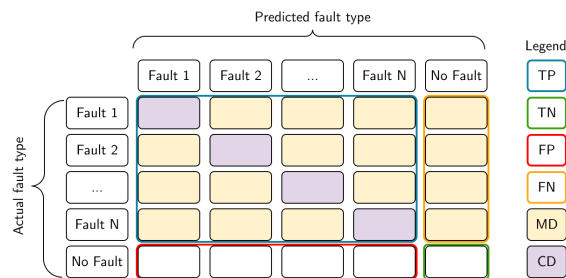 Predicted fault type
Legend
Fault 1 Fault 2 ... Fault N No Fault TP
Actual fault type
Fault 1 TN
Fault 2 FP
... FN
Fault N MD
No Fault CD